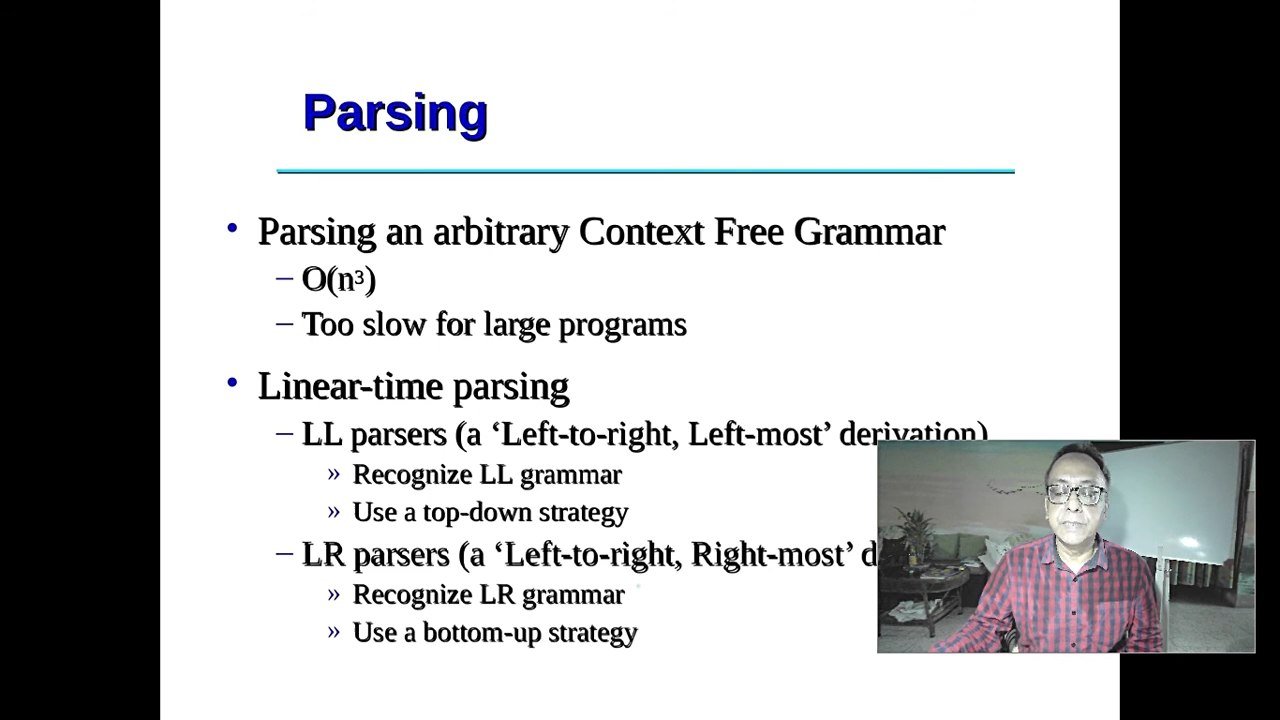 Parsing
• Parsing an arbitrary Context Free Grammar
– O(n³)
– Too slow for large programs
• Linear-time parsing
– LL parsers (a ‘Left-to-right, Left-most’ derivation)
» Recognize LL grammar
» Use a top-down strategy
– LR parsers (a ‘Left-to-right, Right-most’
» Recognize LR grammar
» Use a bottom-up strategy